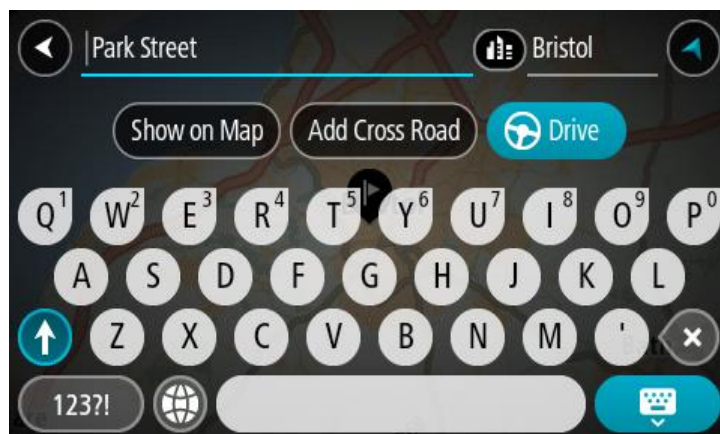 Park Street Bristol
Show on Map Add Cross Road Drive
Q1 W2 E3 R4 T5 Y6 U7 I8 O9 P0
A S D F G H J K L
Z X C V B N M '
123?!